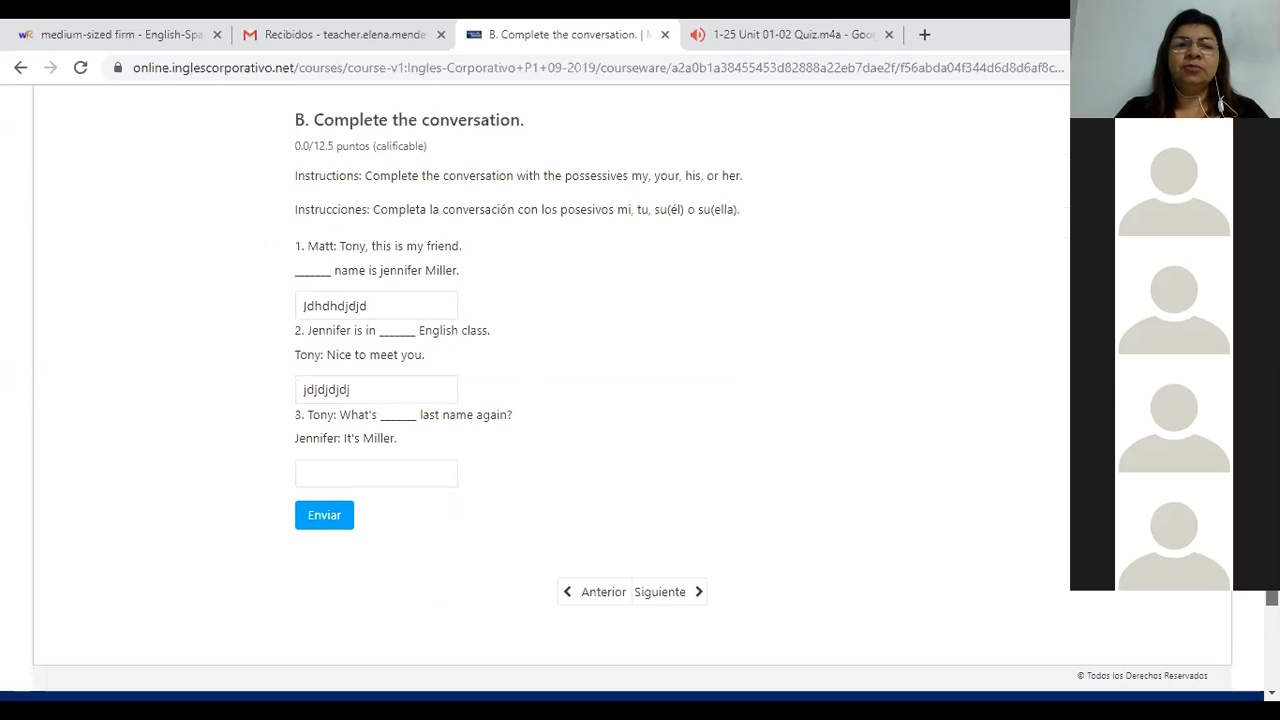 medium-sized firm - English-Spa
Recibidos - teacher.elena.mende
B. Complete the conversation. | M
1-25 Unit 01-02 Quiz.m4a - Goo
online.inglescorporativo.net/courses/course-v1:Ingles-Corporativo+P1+09-2019/courseware/a2a0b1a38455453d82888a22eb7dae2f/f56abda04f344d6d8d6af8c...
B. Complete the conversation.
0.0/12.5 puntos (calificable)
Instructions: Complete the conversation with the possessives my, your, his, or her.
Instrucciones: Completa la conversación con los posesivos mi, tu, su(él) o su(ella).
1. Matt: Tony, this is my friend.
______ name is jennifer Miller.
Jdhdhdjdjd
2. Jennifer is in ______ English class.
Tony: Nice to meet you.
jdjdjdjdj
3. Tony: What's ______ last name again?
Jennifer: It's Miller.
Enviar
Anterior Siguiente
© Todos los Derechos Reservados